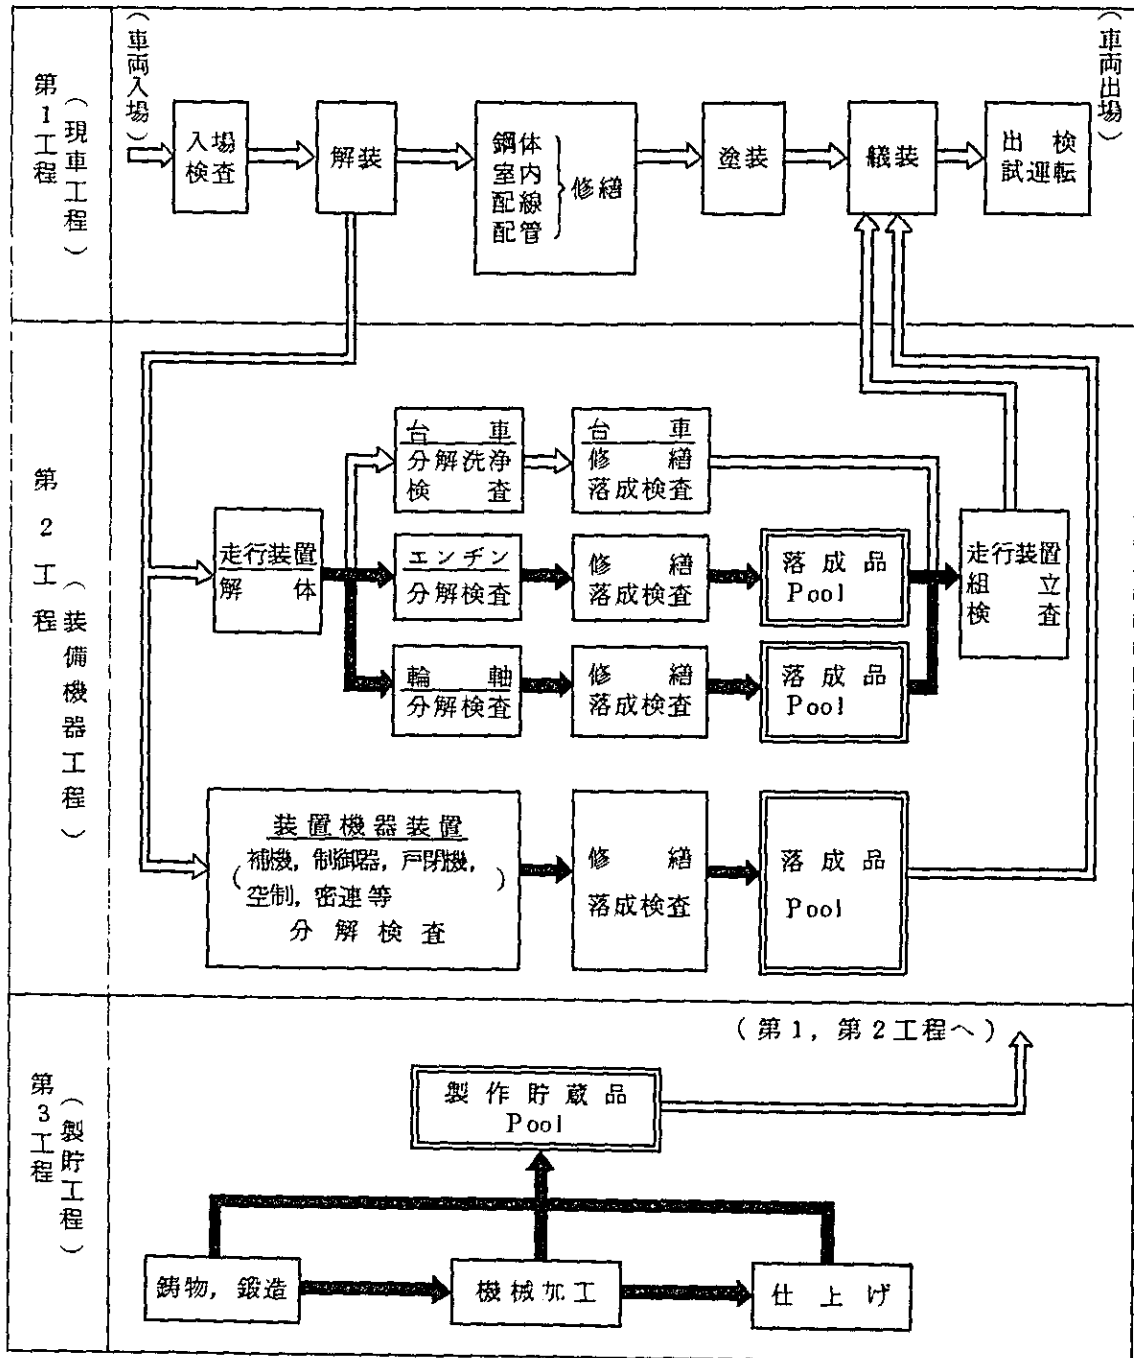 第1工程
（現車工程）
（車両入場）
（車両出場）
入場
検査
解装
鋼体
室内
配線
配管
修繕
塗装
艤装
出検
試運転
第2工程
（装備機器工程）
走行装置
解体
台車
分解洗浄
検査
台車
修繕
落成検査
エンヂン
分解検査
修繕
落成検査
落成品
Pool
輪軸
分解検査
修繕
落成検査
落成品
Pool
走行装置
組立
検査
装置機器装置
（補機，制御器，戸閉機，
空制，密連等）
分解検査
修繕
落成検査
落成品
Pool
第3工程
（製貯工程）
（第1，第2工程へ）
製作貯蔵品
Pool
鋳物，鍛造
機械加工
仕上げ